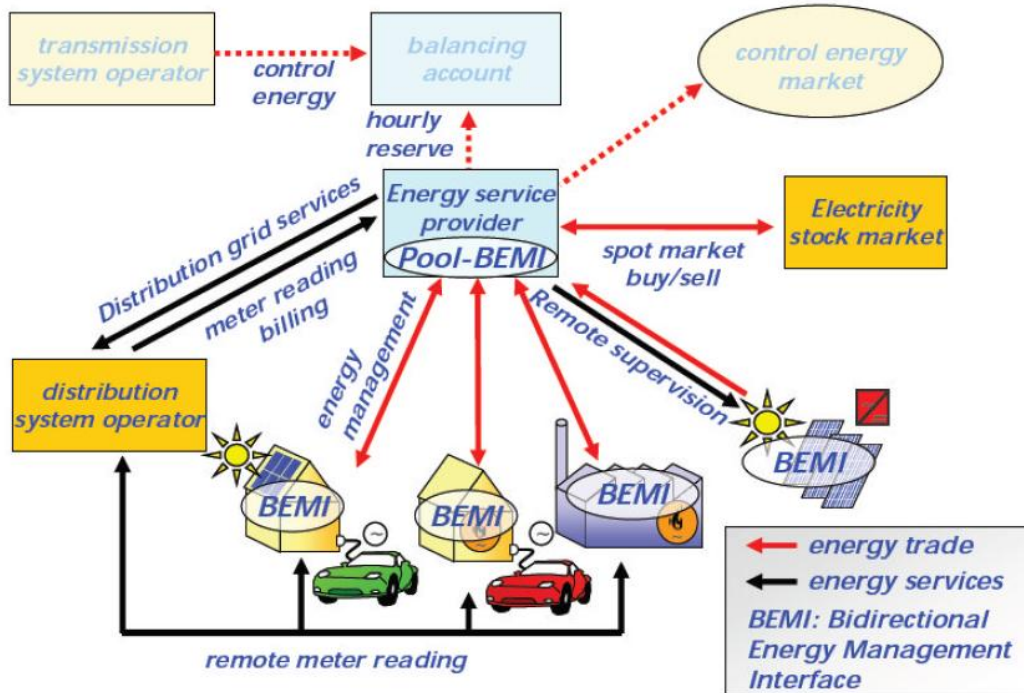 transmission
system operator
control
energy
balancing
account
control energy
market
hourly
reserve
Energy service
provider
Pool-BEMI
Electricity
stock market
spot market
buy/sell
Distribution grid services
meter reading
billing
energy
management
Remote supervision
distribution
system operator
BEMI
BEMI
BEMI
BEMI
~
~
remote meter reading
energy trade
energy services
BEMI: Bidirectional
Energy Management
Interface